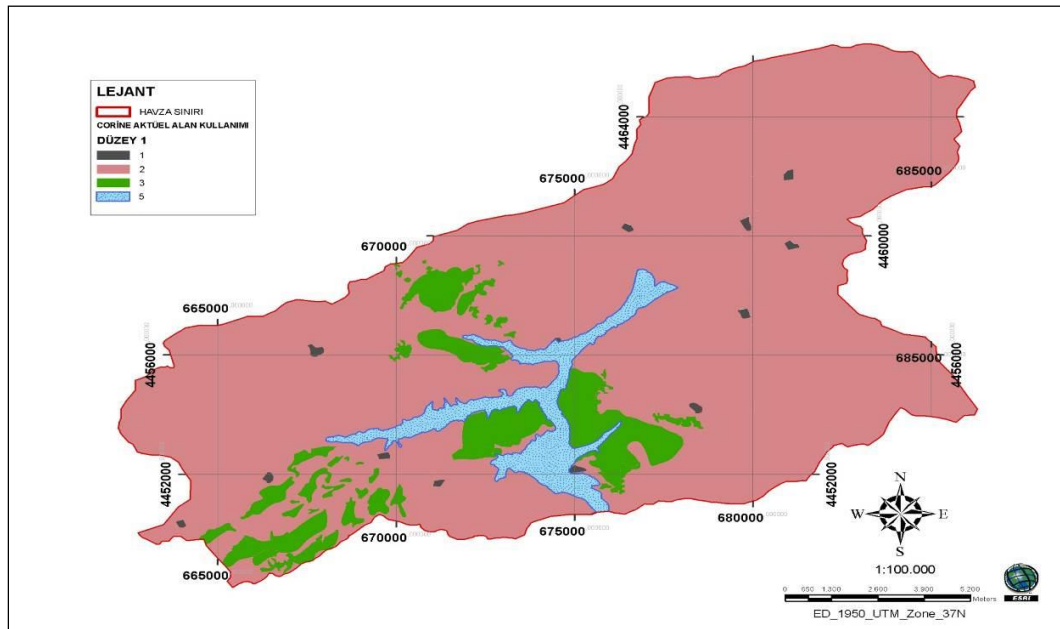 LEJANT
HAVZA SINIRI
CORİNE AKTÜEL ALAN KULLANIMI
DÜZEY 1
1
2
3
5
4464000
685000
675000
4460000
670000
665000
4456000
685000
4456000
4452000
4452000
680000
675000
670000
665000
N
W E
S
1:100.000
0 650 1.300 2.600 3.900 5.200
Meters
ED_1950_UTM_Zone_37N
ESRI